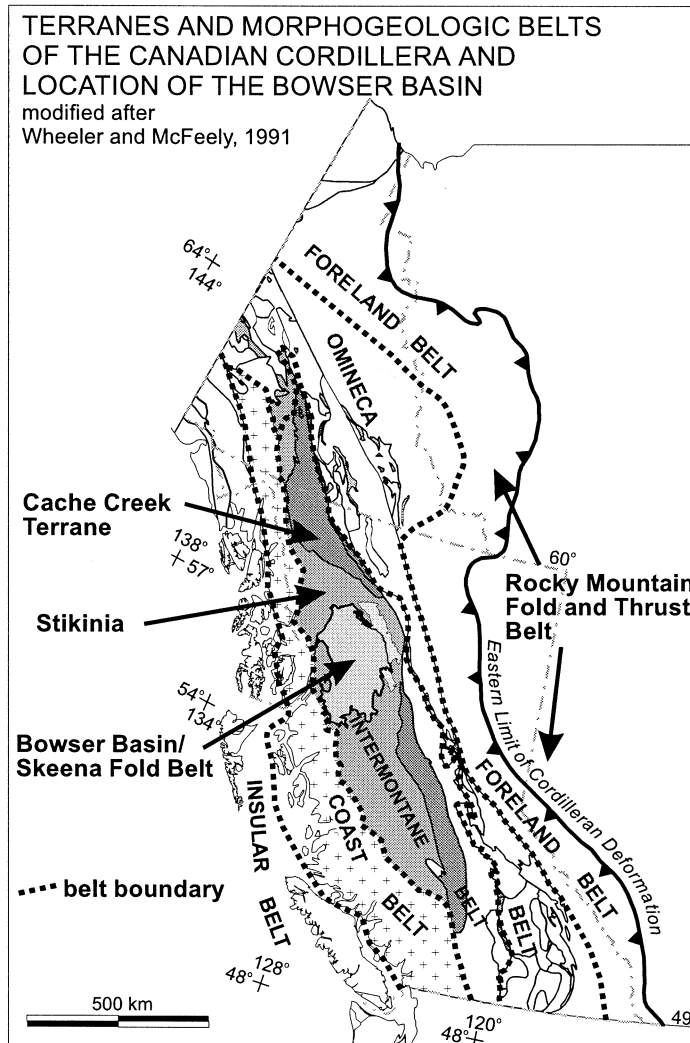 TERRANES AND MORPHOGEOLOGIC BELTS
OF THE CANADIAN CORDILLERA AND
LOCATION OF THE BOWSER BASIN
modified after
Wheeler and McFeely, 1991
64°
144°
FORELAND BELT
OMINECA
Cache Creek
Terrane
138°
57°
60°
Rocky Mountain
Fold and Thrust
Belt
Stikinia
Eastern Limit of Cordilleran Deformation
54°
134°
Bowser Basin/
Skeena Fold Belt
INTERMONTANE
BELT
INSULAR
BELT
COAST
BELT
FORELAND
BELT
BELT
belt boundary
128°
48°
500 km
120°
48°
49